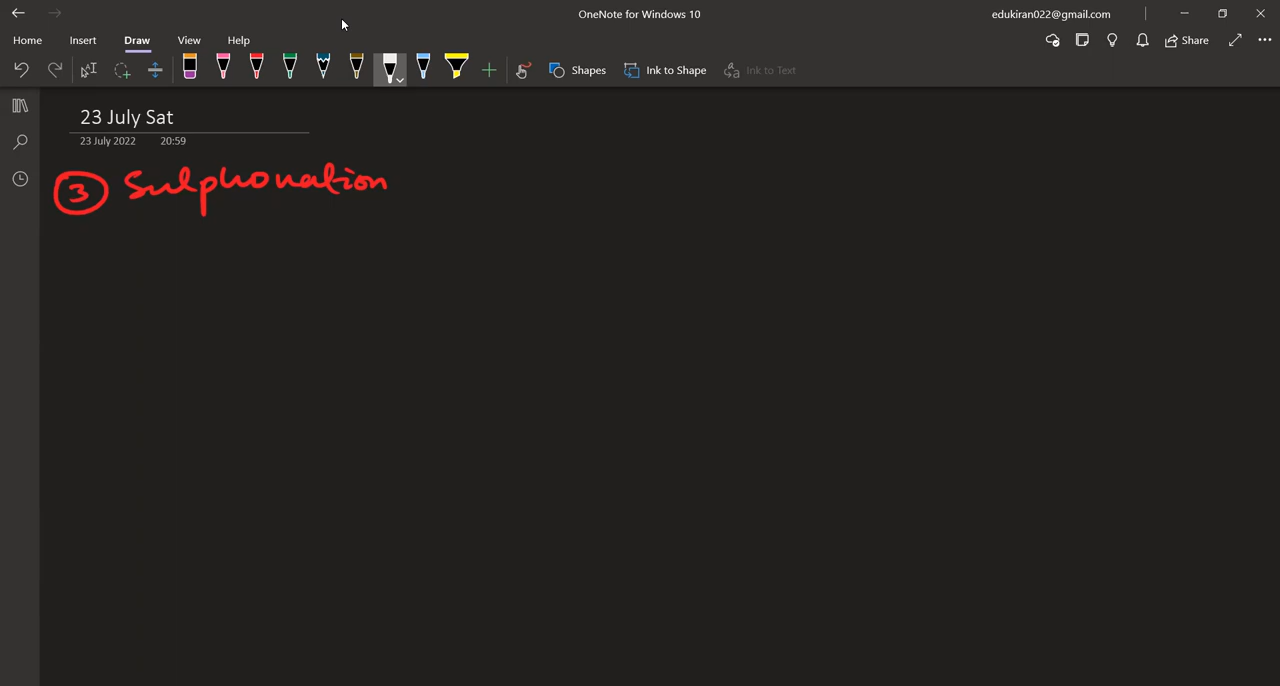 OneNote for Windows 10
edukiran022@gmail.com
Home Insert Draw View Help
Share
Shapes Ink to Shape Ink to Text
23 July Sat
23 July 2022 20:59
3 Sulphonation